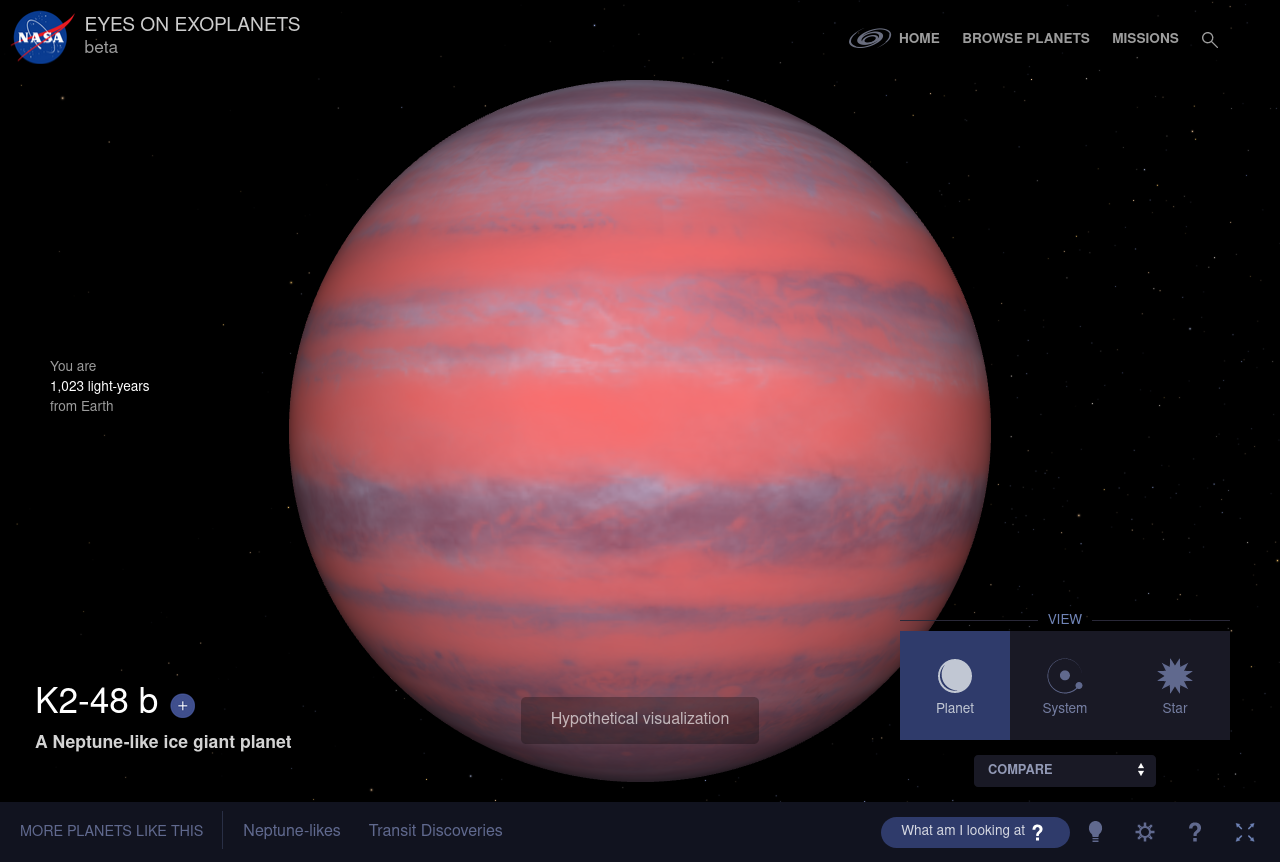 NASA
EYES ON EXOPLANETS
beta
HOME
BROWSE PLANETS
MISSIONS
You are
1,023 light-years
from Earth
K2-48 b +
A Neptune-like ice giant planet
Hypothetical visualization
VIEW
Planet
System
Star
COMPARE
MORE PLANETS LIKE THIS
Neptune-likes
Transit Discoveries
What am I looking at ?
?